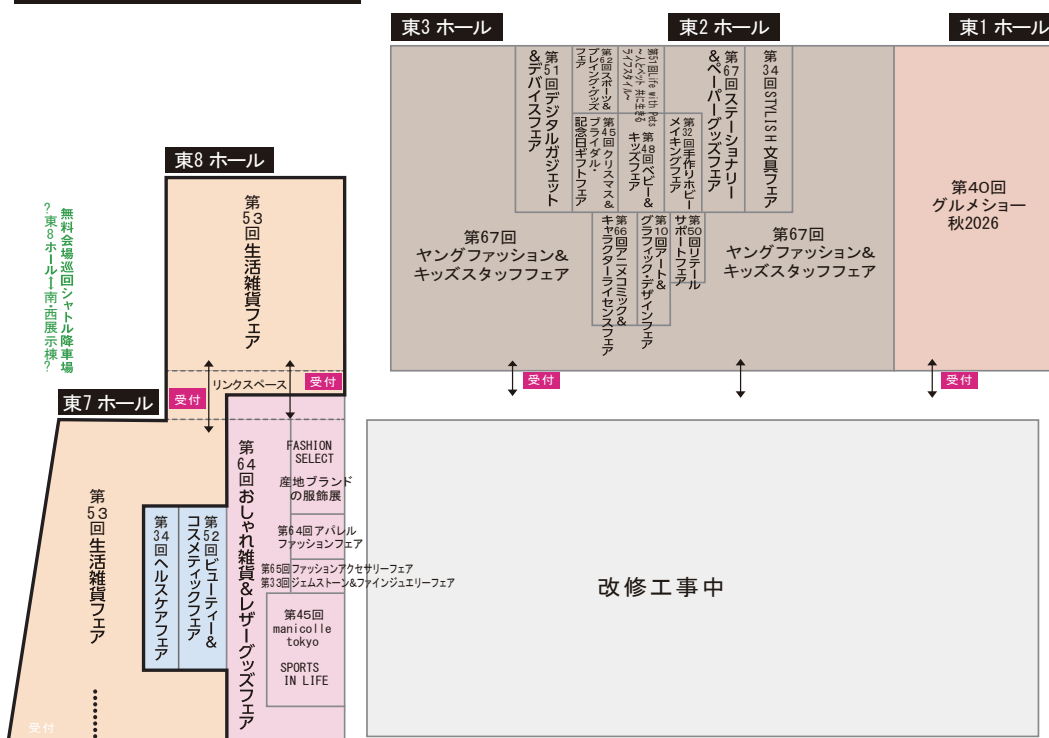 東3 ホール
東2 ホール
東1 ホール
第51回デジタルガジェット
&デバイスフェア
第62回スポーツ&
プレイング・グッズ
フェア
第51回Life with Pets
~人とペット 共に生きる
ライフスタイル~
第67回ステーショナリー
&ペーパーグッズフェア
第34回STYLISH 文具フェア
第45回 クリスマス&
ブライダル・
記念日ギフトフェア
第48回ベビー&
キッズフェア
第32回手作りホビー
メイキングフェア
第67回
ヤングファッション&
キッズスタッフフェア
第66回アニメコミック&
キャラクターライセンスフェア
第10回アート&
グラフィック・デザインフェア
第50回リテール
サポートフェア
第67回
ヤングファッション&
キッズスタッフフェア
第40回
グルメショー
秋2026
受付
受付
東8 ホール
第53回 生活雑貨フェア
無料会場巡回シャトル降車場
?東8ホール↔南・西展示棟?
リンクスペース
受付
受付
東7 ホール
第53回 生活雑貨フェア
第34回ヘルスケアフェア
第52回ビューティー&
コスメティックフェア
第64回 おしゃれ雑貨&レザーグッズフェア
FASHION
SELECT
産地ブランド
の服飾展
第64回アパレル
ファッションフェア
第65回ファッションアクセサリーフェア
第33回ジェムストーン&ファインジュエリーフェア
第45回
manicolle
tokyo
SPORTS
IN LIFE
改修工事中
受付